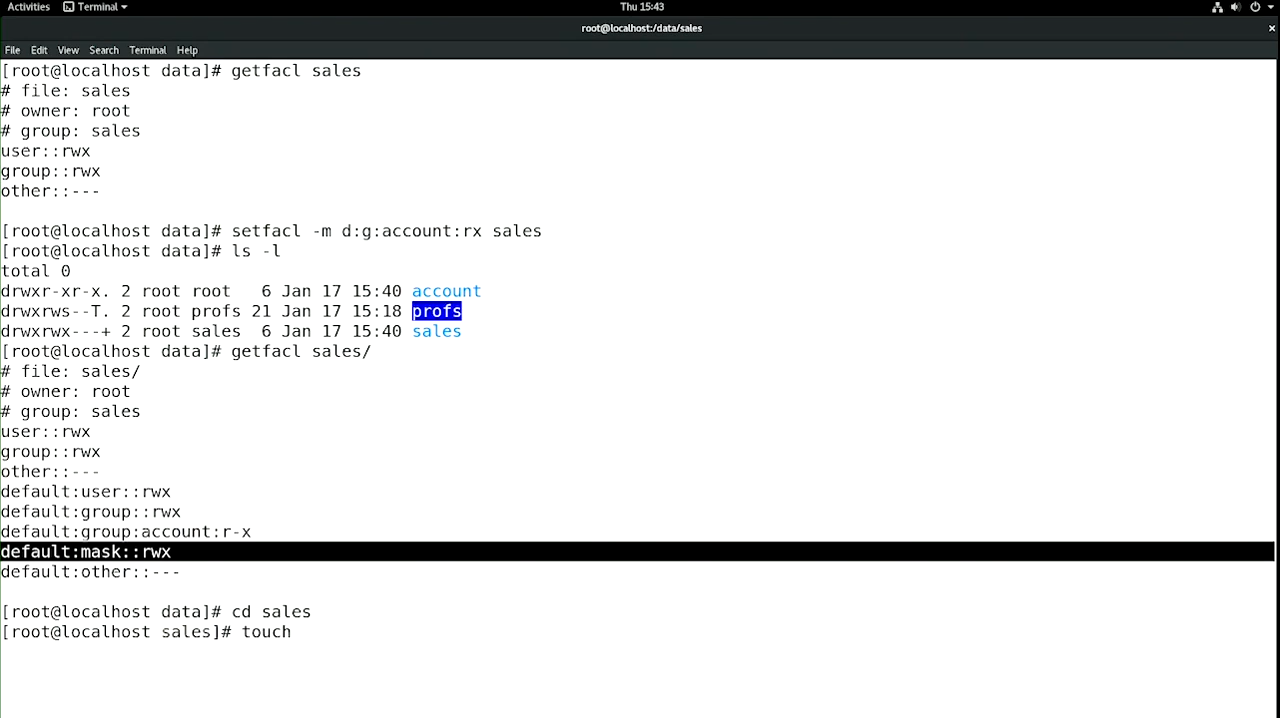 Activities Terminal Thu 15:43
root@localhost:/data/sales ×
File Edit View Search Terminal Help
[root@localhost data]# getfacl sales
# file: sales
# owner: root
# group: sales
user::rwx
group::rwx
other::---
[root@localhost data]# setfacl -m d:g:account:rx sales
[root@localhost data]# ls -l
total 0
drwxr-xr-x. 2 root root   6 Jan 17 15:40 account
drwxrws--T. 2 root profs 21 Jan 17 15:18 profs
drwxrwx---+ 2 root sales  6 Jan 17 15:40 sales
[root@localhost data]# getfacl sales/
# file: sales/
# owner: root
# group: sales
user::rwx
group::rwx
other::---
default:user::rwx
default:group::rwx
default:group:account:r-x
default:mask::rwx
default:other::---
[root@localhost data]# cd sales
[root@localhost sales]# touch